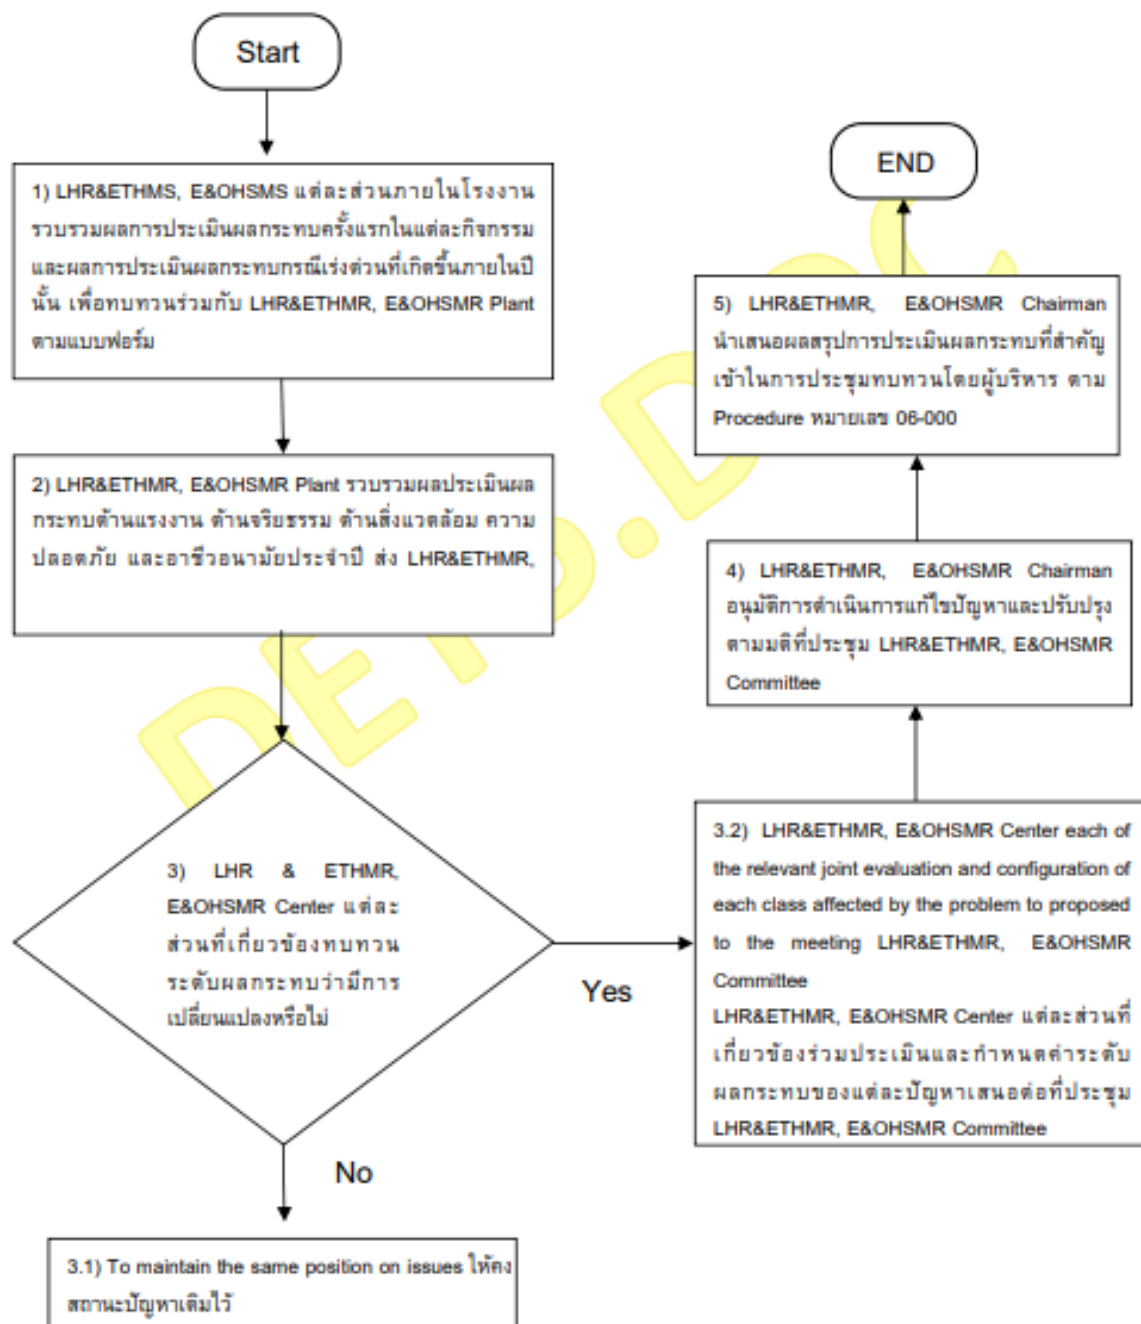 Start
1) LHR&ETHMS, E&OHSMS แต่ละส่วนภายในโรงงาน
รวบรวมผลการประเมินผลกระทบครั้งแรกในแต่ละกิจกรรม
และผลการประเมินผลกระทบกรณีเร่งด่วนที่เกิดขึ้นภายในปี
นั้น เพื่อทบทวนร่วมกับ LHR&ETHMR, E&OHSMR Plant
ตามแบบฟอร์ม
2) LHR&ETHMR, E&OHSMR Plant รวบรวมผลประเมินผล
กระทบด้านแรงงาน ด้านจริยธรรม ด้านสิ่งแวดล้อม ความ
ปลอดภัย และอาชีวอนามัยประจำปี ส่ง LHR&ETHMR,
3) LHR & ETHMR,
E&OHSMR Center แต่ละ
ส่วนที่เกี่ยวข้องทบทวน
ระดับผลกระทบว่ามีการ
เปลี่ยนแปลงหรือไม่
Yes
No
3.1) To maintain the same position on issues ให้คง
สถานะปัญหาเดิมไว้
3.2) LHR&ETHMR, E&OHSMR Center each of
the relevant joint evaluation and configuration of
each class affected by the problem to proposed
to the meeting LHR&ETHMR, E&OHSMR
Committee
LHR&ETHMR, E&OHSMR Center แต่ละส่วนที่
เกี่ยวข้องร่วมประเมินและกำหนดค่าระดับ
ผลกระทบของแต่ละปัญหาเสนอต่อที่ประชุม
LHR&ETHMR, E&OHSMR Committee
4) LHR&ETHMR, E&OHSMR Chairman
อนุมัติการดำเนินการแก้ไขปัญหาและปรับปรุง
ตามมติที่ประชุม LHR&ETHMR, E&OHSMR
Committee
5) LHR&ETHMR, E&OHSMR Chairman
นำเสนอผลสรุปการประเมินผลกระทบที่สำคัญ
เข้าในการประชุมทบทวนโดยผู้บริหาร ตาม
Procedure หมายเลข 06-000
END